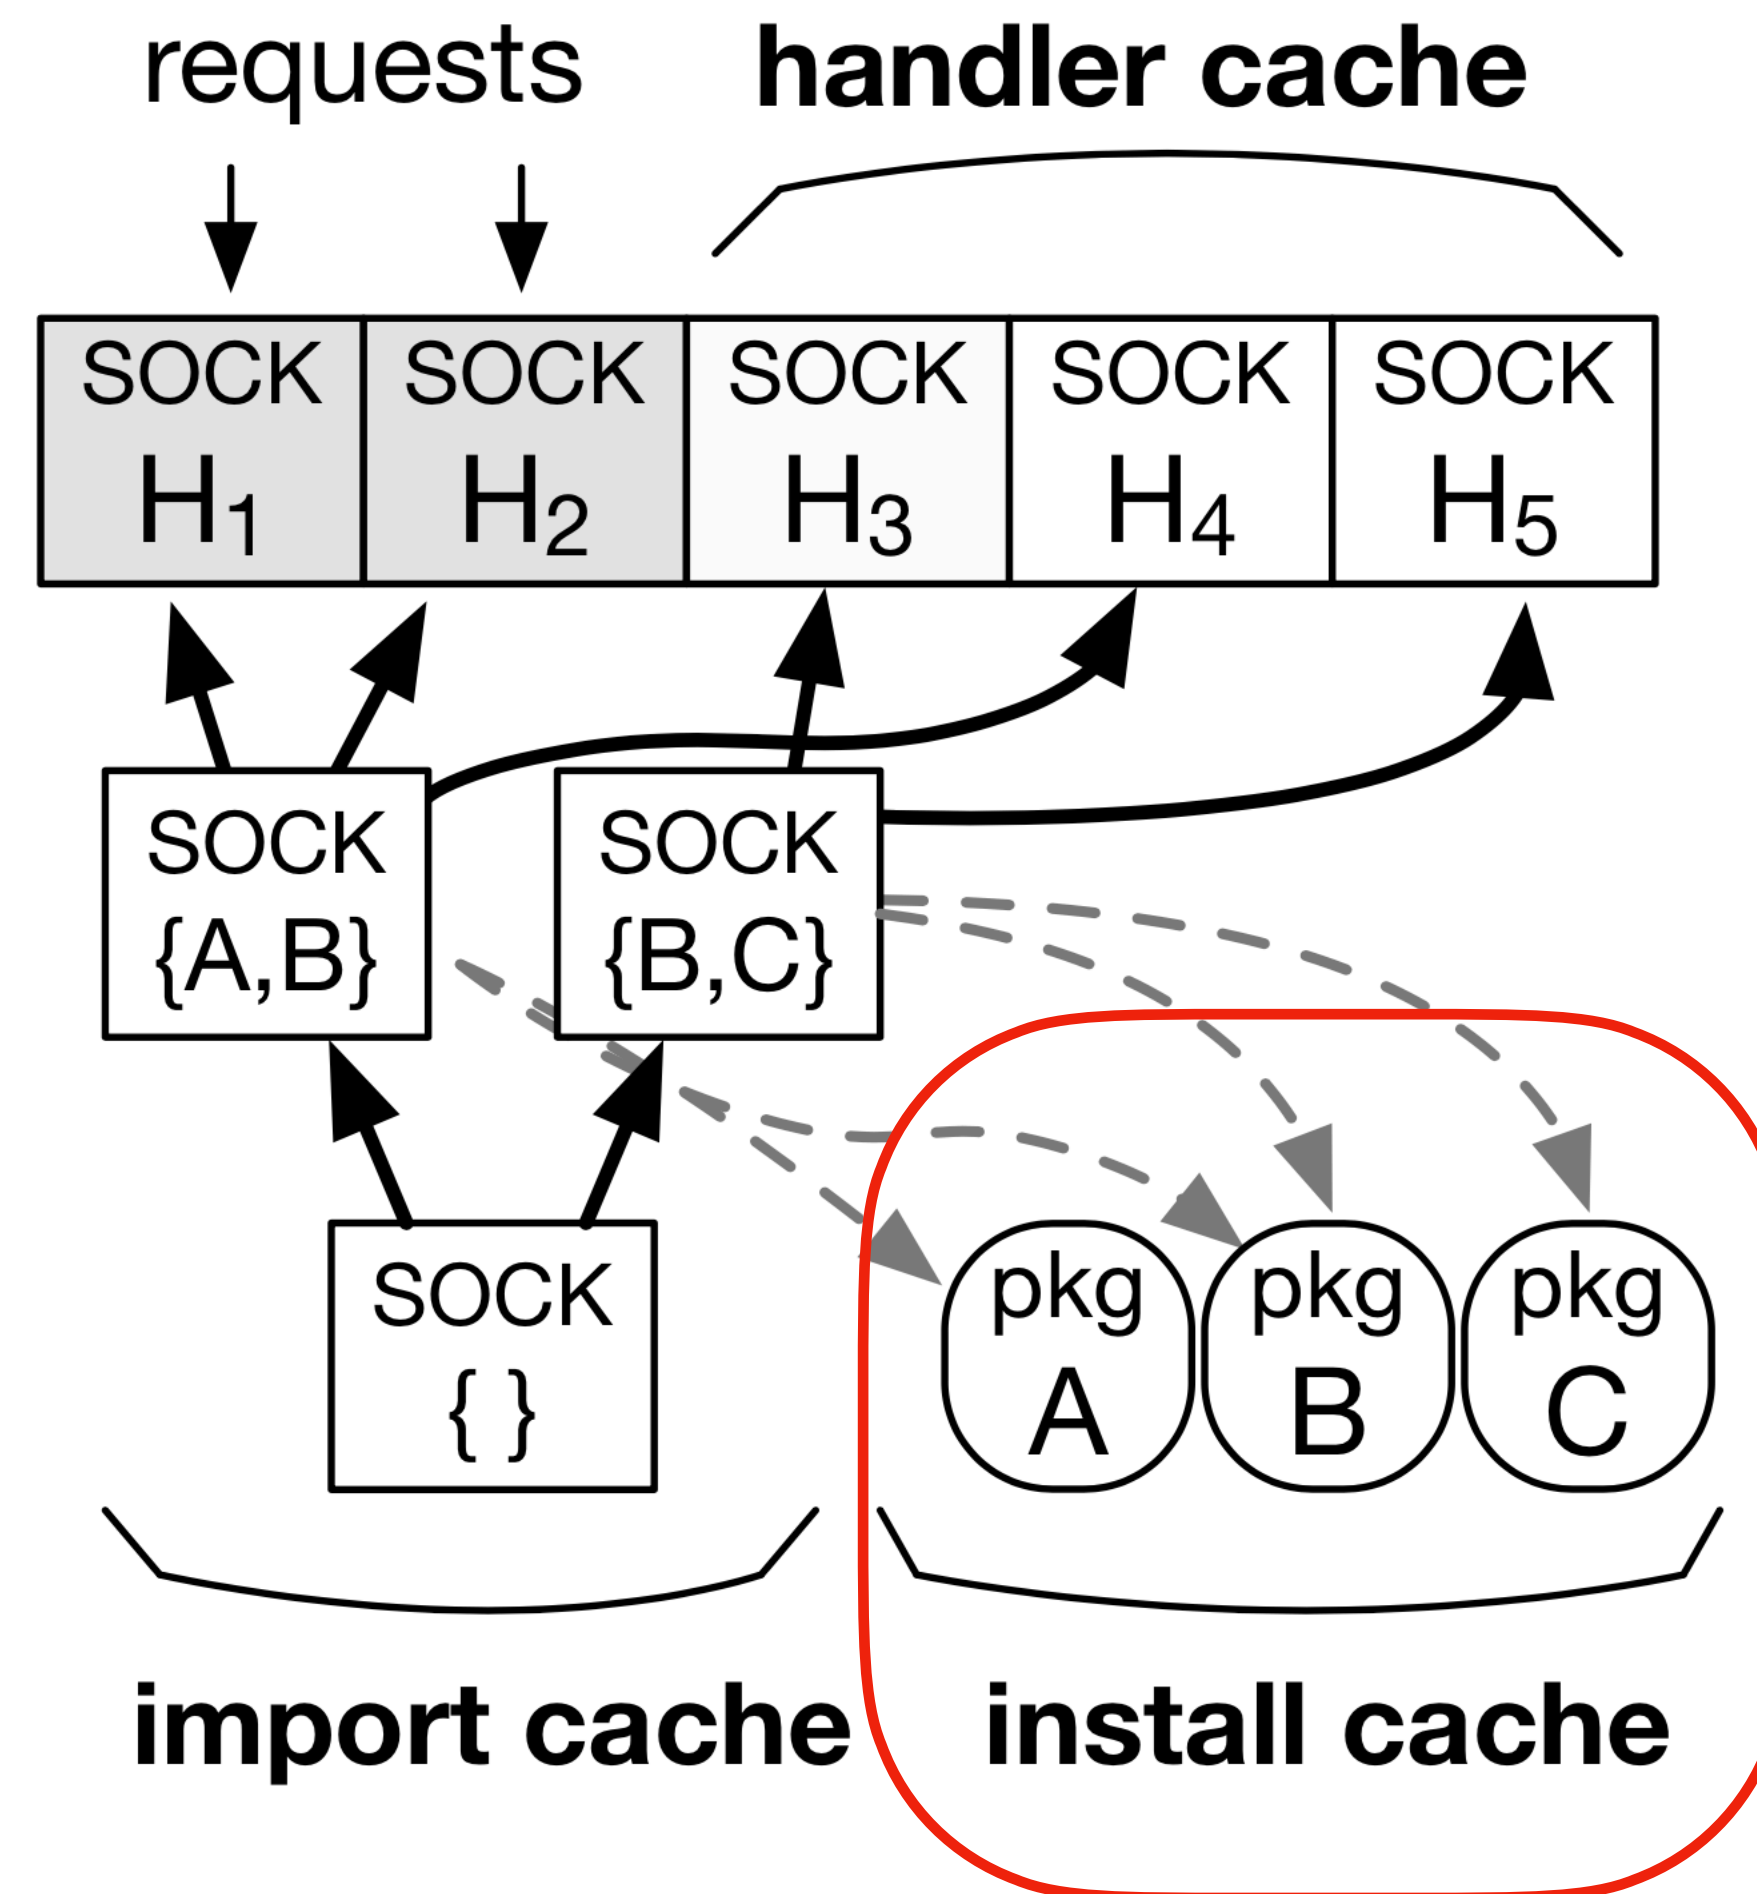 requests
handler cache
SOCK SOCK SOCK SOCK SOCK
H1 H2 H3 H4 H5
SOCK SOCK
{A,B} {B,C}
SOCK pkg pkg pkg
{ } A B C
import cache install cache